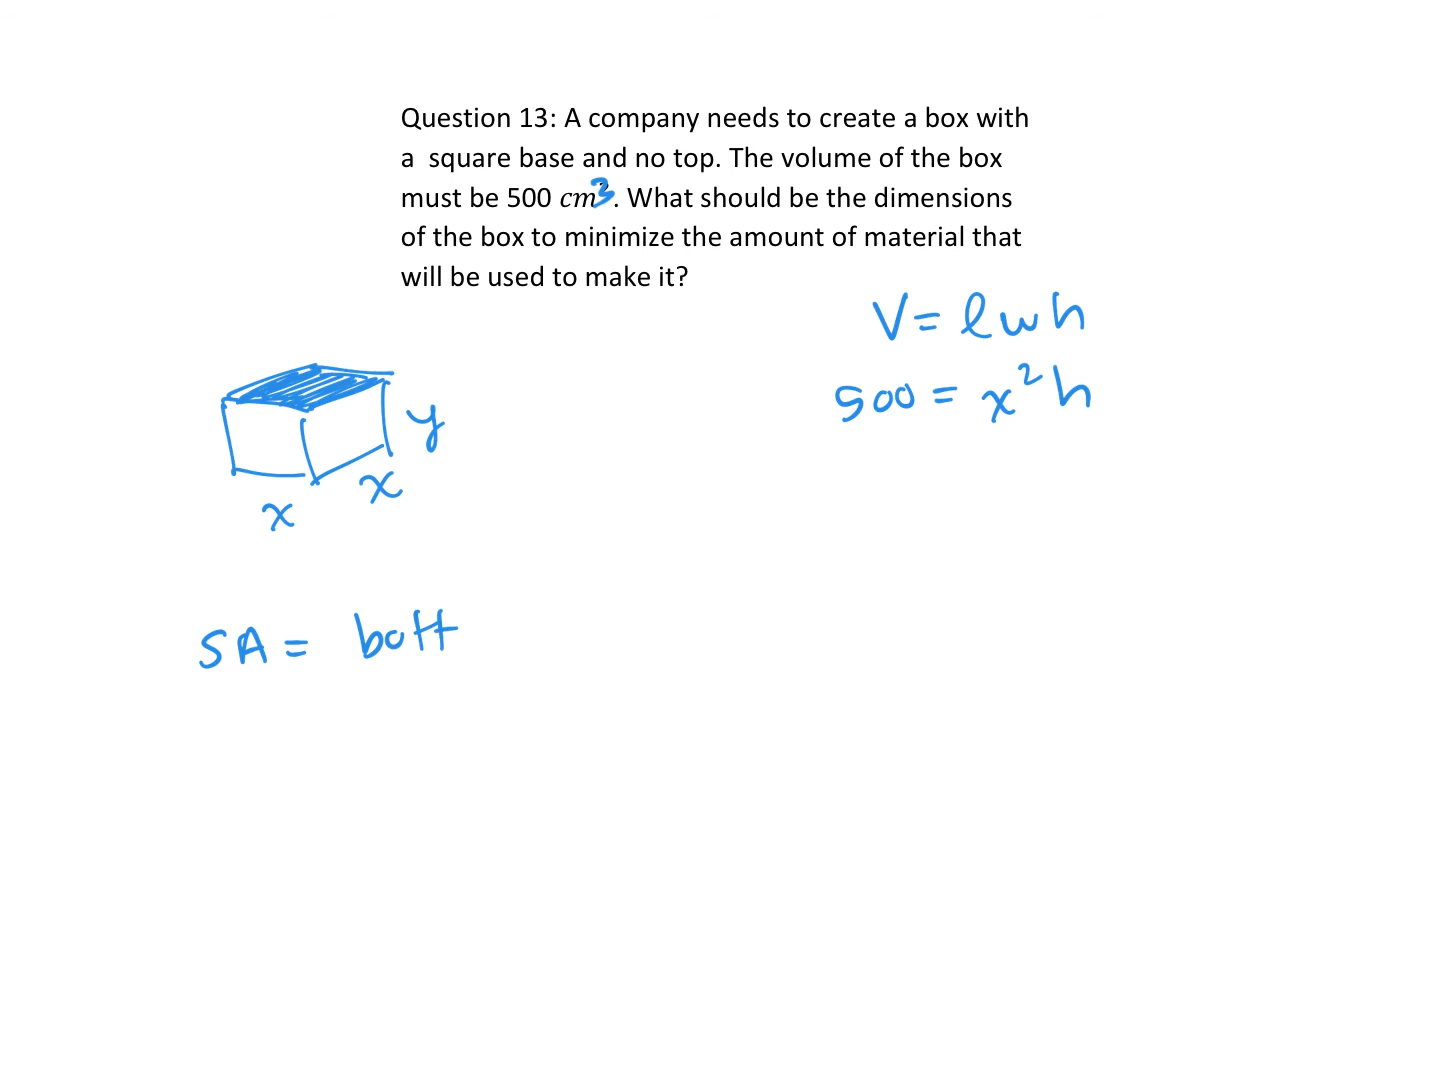 Question 13: A company needs to create a box with
a square base and no top. The volume of the box
must be 500 cm³. What should be the dimensions
of the box to minimize the amount of material that
will be used to make it?
V = l w h
500 = x² h
y
x
x
SA = bott